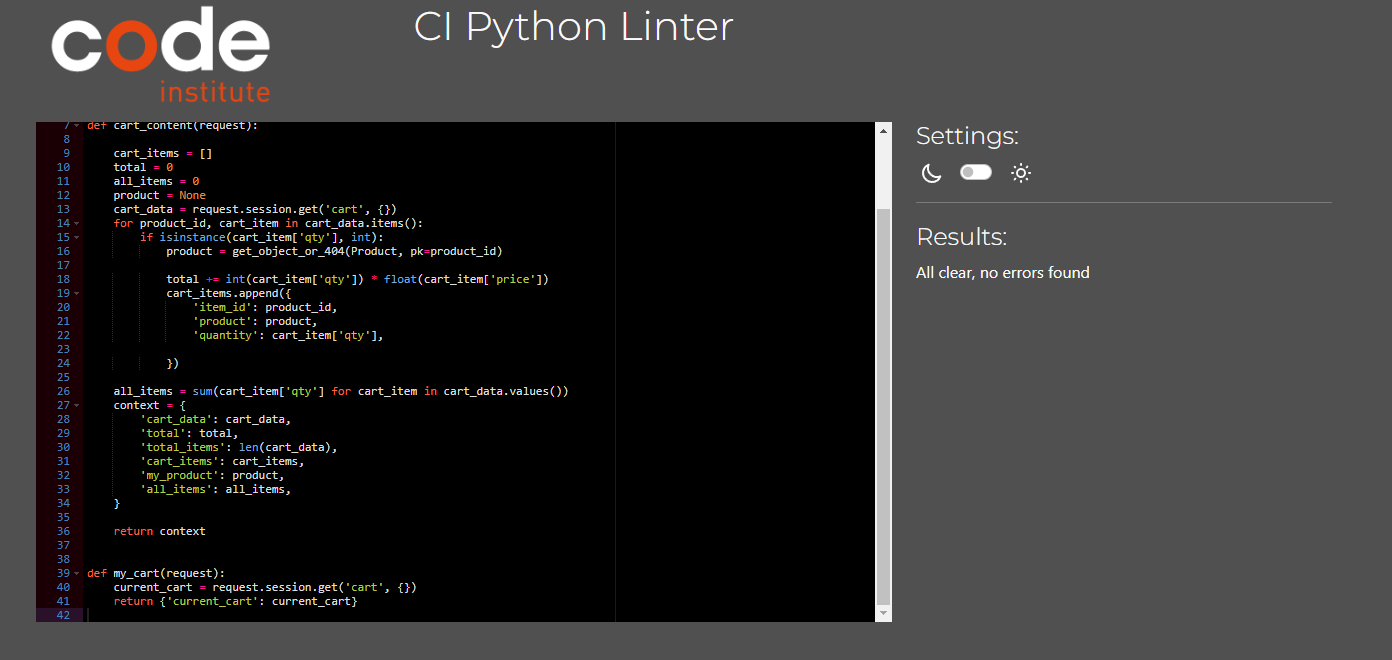 code
institute
CI Python Linter
7 def cart_content(request):
8
9     cart_items = []
10     total = 0
11     all_items = 0
12     product = None
13     cart_data = request.session.get('cart', {})
14     for product_id, cart_item in cart_data.items():
15         if isinstance(cart_item['qty'], int):
16             product = get_object_or_404(Product, pk=product_id)
17
18             total += int(cart_item['qty']) * float(cart_item['price'])
19             cart_items.append({
20                 'item_id': product_id,
21                 'product': product,
22                 'quantity': cart_item['qty'],
23
24             })
25
26     all_items = sum(cart_item['qty'] for cart_item in cart_data.values())
27     context = {
28         'cart_data': cart_data,
29         'total': total,
30         'total_items': len(cart_data),
31         'cart_items': cart_items,
32         'my_product': product,
33         'all_items': all_items,
34     }
35
36     return context
37
38
39 def my_cart(request):
40     current_cart = request.session.get('cart', {})
41     return {'current_cart': current_cart}
42
Settings:
Results:
All clear, no errors found